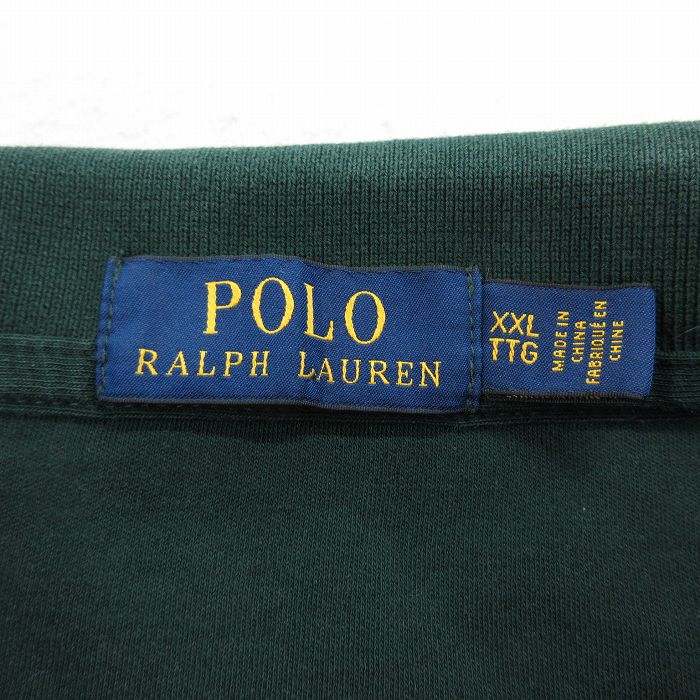 POLO
RALPH LAUREN
XXL
TTG
MADE IN
CHINA
FABRIQUÉ EN
CHINE